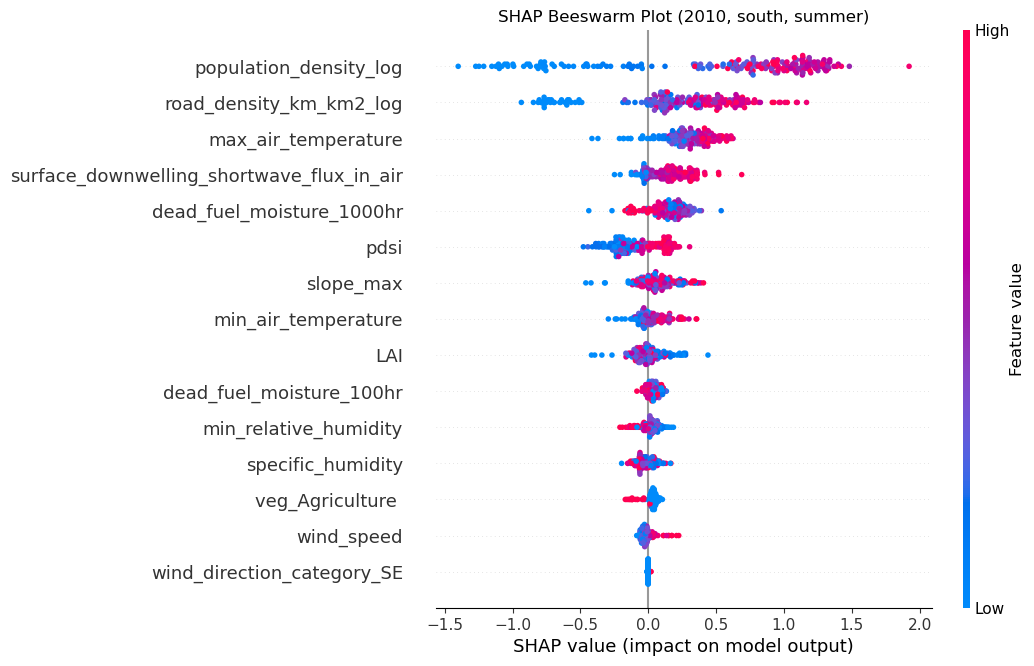 SHAP Beeswarm Plot (2010, south, summer)
High
population_density_log
road_density_km_km2_log
max_air_temperature
surface_downwelling_shortwave_flux_in_air
dead_fuel_moisture_1000hr
pdsi
slope_max
min_air_temperature
LAI
dead_fuel_moisture_100hr
min_relative_humidity
specific_humidity
veg_Agriculture
wind_speed
wind_direction_category_SE
Feature value
Low
−1.5 −1.0 −0.5 0.0 0.5 1.0 1.5 2.0
SHAP value (impact on model output)